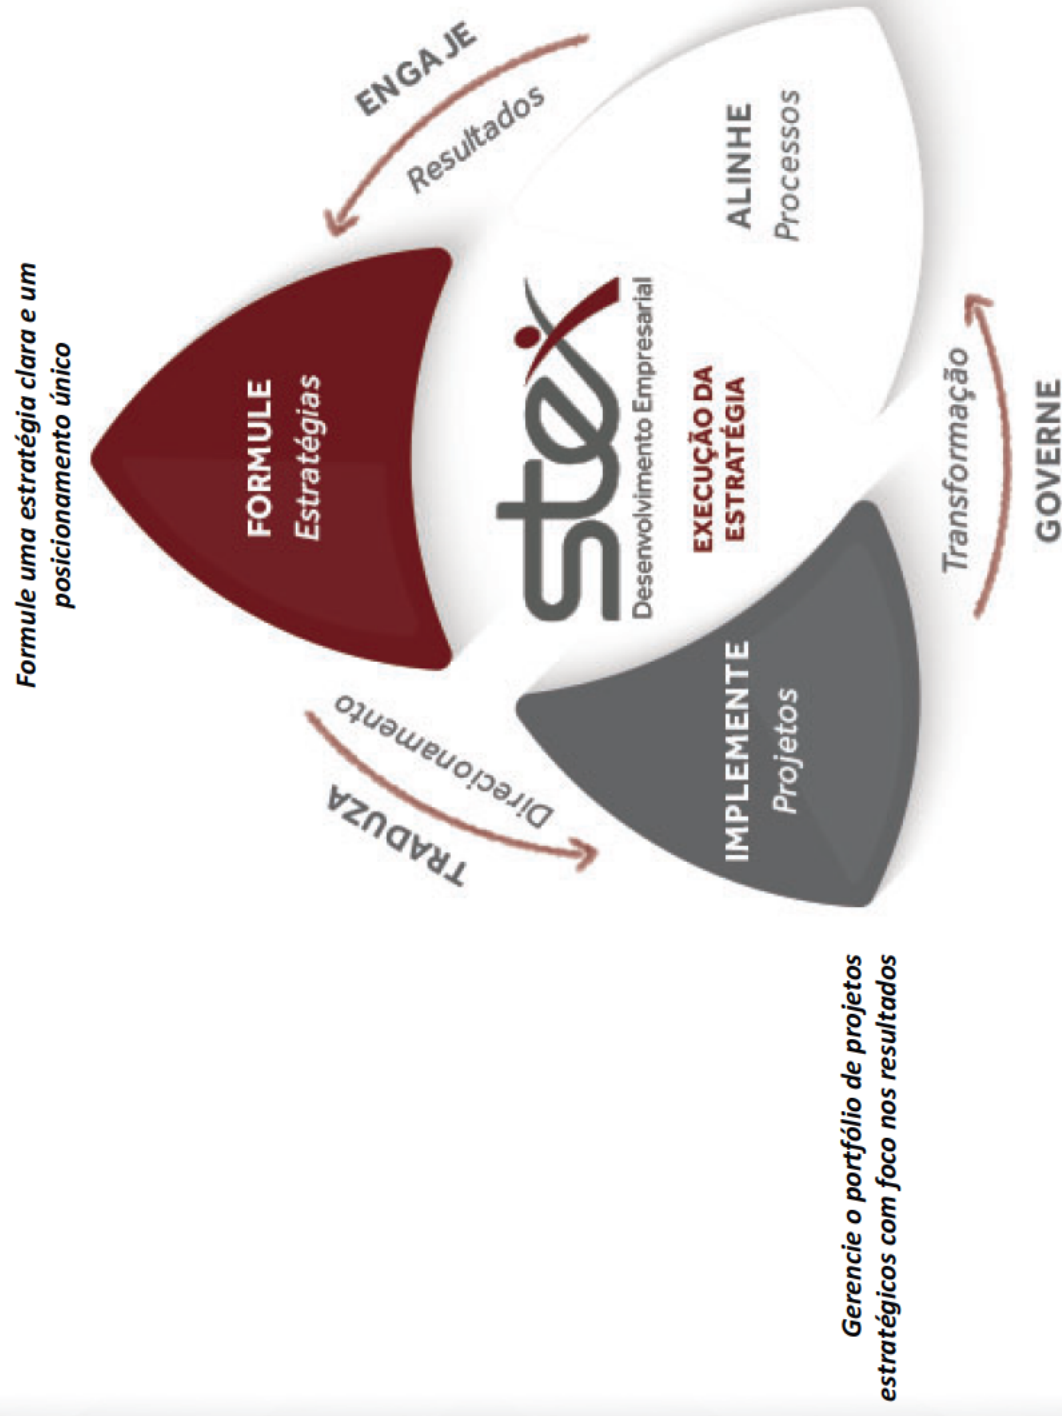 Formule uma estratégia clara e um
posicionamento único
FORMULE
Estratégias
TRADUZA
Direcionamento
ENGAJE
Resultados
stex
Desenvolvimento Empresarial
EXECUÇÃO DA
ESTRATÉGIA
IMPLEMENTE
Projetos
ALINHE
Processos
Gerencie o portfólio de projetos
estratégicos com foco nos resultados
Transformação
GOVERNE